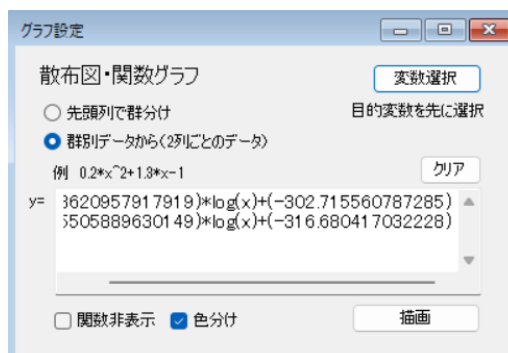 グラフ設定
散布図・関数グラフ
変数選択
先頭列で群分け
目的変数を先に選択
群別データから(2列ごとのデータ)
例 0.2*x^2+1.3*x-1
クリア
y=
3620957917919)*log(x)+(-302.715560787285)
55058896301​49)*log(x)+(-316.680417032228)
関数非表示
色分け
描画